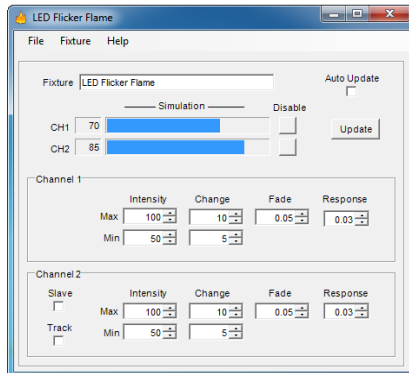 LED Flicker Flame
File Fixture Help
Fixture LED Flicker Flame Auto Update
Simulation Disable
CH1 70
Update
CH2 85
Channel 1
Intensity Change Fade Response
Max 100 10 0.05 0.03
Min 50 5
Channel 2
Slave Intensity Change Fade Response
Max 100 10 0.05 0.03
Track Min 50 5